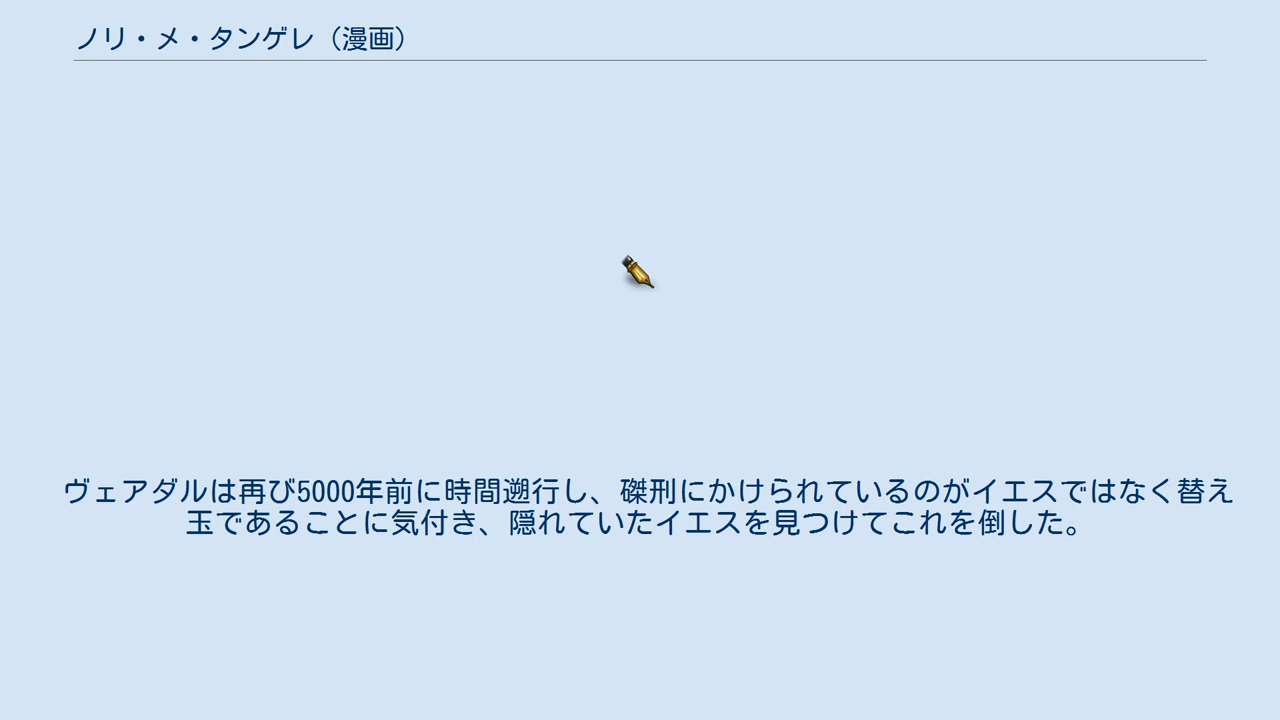 ノリ・メ・タンゲレ（漫画）
ヴェアダルは再び5000年前に時間遡行し、磔刑にかけられているのがイエスではなく替え
玉であることに気付き、隠れていたイエスを見つけてこれを倒した。